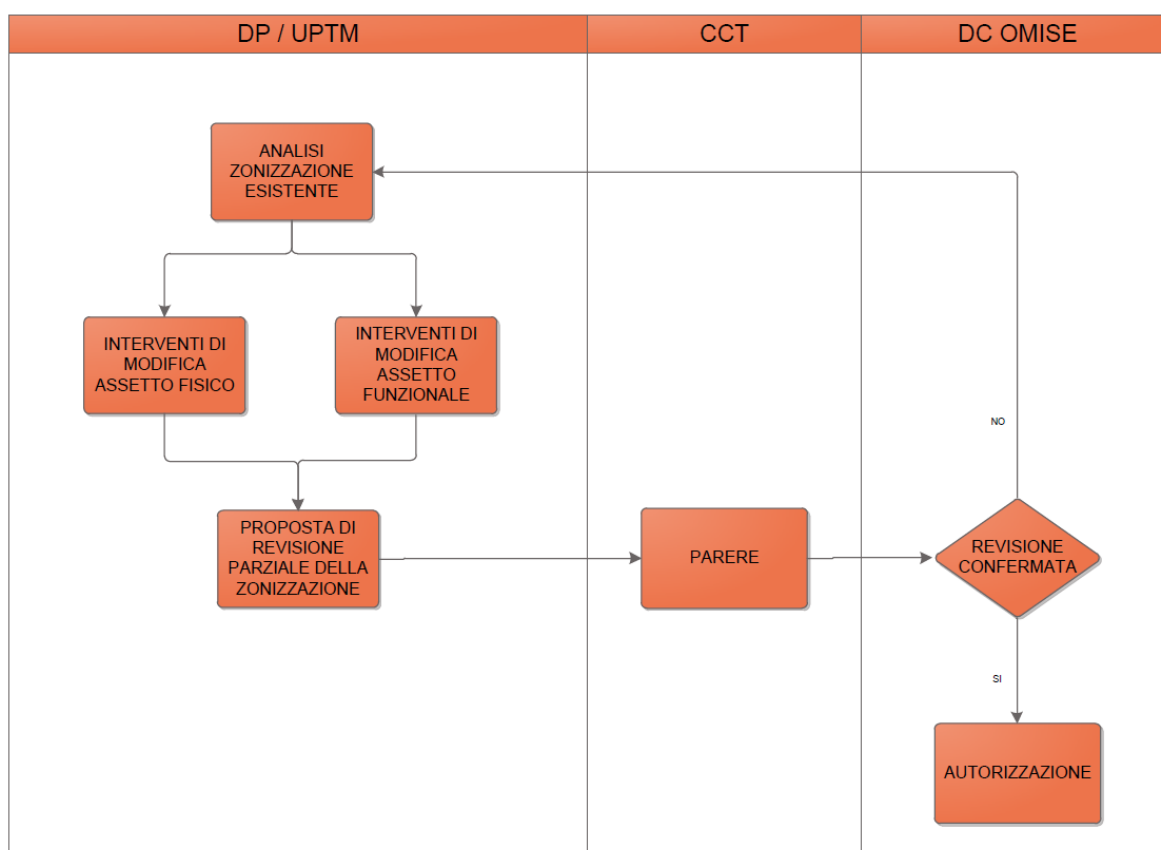 DP / UPTM
CCT
DC OMISE
ANALISI
ZONIZZAZIONE
ESISTENTE
INTERVENTI DI
MODIFICA
ASSETTO FISICO
INTERVENTI DI
MODIFICA
ASSETTO
FUNZIONALE
NO
PROPOSTA DI
REVISIONE
PARZIALE DELLA
ZONIZZAZIONE
PARERE
REVISIONE
CONFERMATA
SI
AUTORIZZAZIONE